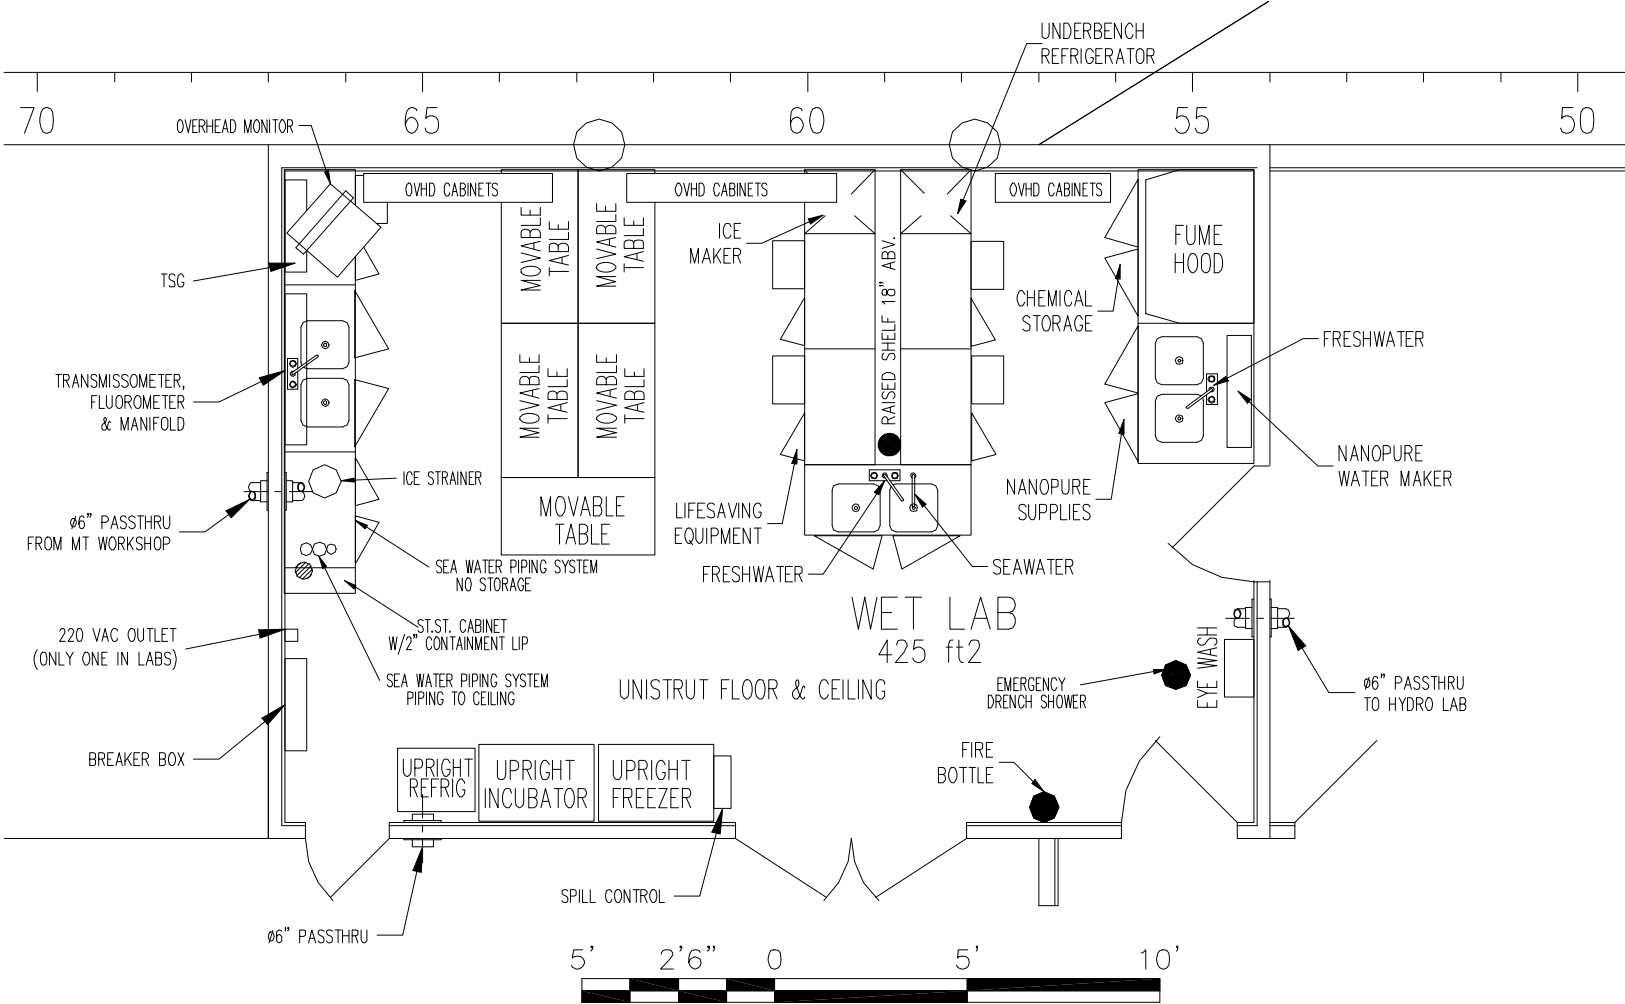 UNDERBENCH
REFRIGERATOR
70
65
60
55
50
OVERHEAD MONITOR
OVHD CABINETS
OVHD CABINETS
OVHD CABINETS
MOVABLE
TABLE
MOVABLE
TABLE
ICE
MAKER
RAISED SHELF 18" ABV.
FUME
HOOD
TSG
CHEMICAL
STORAGE
FRESHWATER
TRANSMISSOMETER,
FLUOROMETER
& MANIFOLD
MOVABLE
TABLE
MOVABLE
TABLE
NANOPURE
WATER MAKER
ICE STRAINER
NANOPURE
SUPPLIES
MOVABLE
TABLE
LIFESAVING
EQUIPMENT
ø6" PASSTHRU
FROM MT WORKSHOP
SEA WATER PIPING SYSTEM
NO STORAGE
FRESHWATER
SEAWATER
WET LAB
425 ft2
ST.ST. CABINET
W/2" CONTAINMENT LIP
220 VAC OUTLET
(ONLY ONE IN LABS)
SEA WATER PIPING SYSTEM
PIPING TO CEILING
UNISTRUT FLOOR & CEILING
EMERGENCY
DRENCH SHOWER
EYE WASH
ø6" PASSTHRU
TO HYDRO LAB
BREAKER BOX
UPRIGHT
REFRIG
UPRIGHT
INCUBATOR
UPRIGHT
FREEZER
FIRE
BOTTLE
SPILL CONTROL
ø6" PASSTHRU
5'
2'6"
0
5'
10'